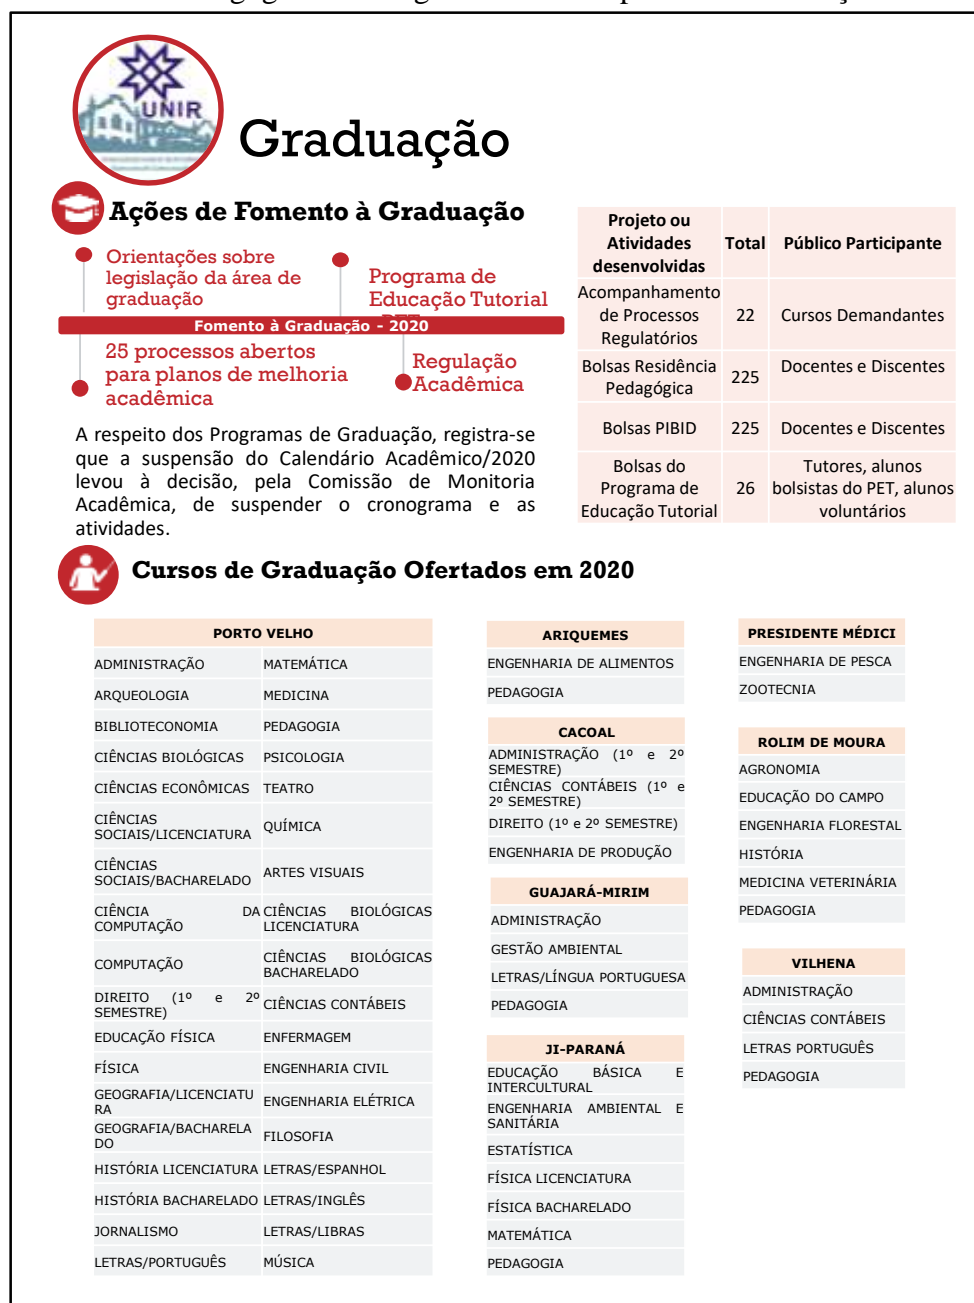 UNIR
Graduação
Ações de Fomento à Graduação
Orientações sobre
legislação da área de
graduação
Programa de
Educação Tutorial
Fomento à Graduação - 2020
25 processos abertos
para planos de melhoria
acadêmica
Regulação
Acadêmica
A respeito dos Programas de Graduação, registra-se
que a suspensão do Calendário Acadêmico/2020
levou à decisão, pela Comissão de Monitoria
Acadêmica, de suspender o cronograma e as
atividades.
Projeto ou
Atividades
desenvolvidas
Total
Público Participante
Acompanhamento
de Processos
Regulatórios
22
Cursos Demandantes
Bolsas Residência
Pedagógica
225
Docentes e Discentes
Bolsas PIBID
225
Docentes e Discentes
Bolsas do
Programa de
Educação Tutorial
26
Tutores, alunos
bolsistas do PET, alunos
voluntários
Cursos de Graduação Ofertados em 2020
PORTO VELHO
ADMINISTRAÇÃO
MATEMÁTICA
ARQUEOLOGIA
MEDICINA
BIBLIOTECONOMIA
PEDAGOGIA
CIÊNCIAS BIOLÓGICAS
PSICOLOGIA
CIÊNCIAS ECONÔMICAS
TEATRO
CIÊNCIAS
SOCIAIS/LICENCIATURA
QUÍMICA
CIÊNCIAS
SOCIAIS/BACHARELADO
ARTES VISUAIS
CIÊNCIA DA
COMPUTAÇÃO
CIÊNCIAS BIOLÓGICAS
LICENCIATURA
COMPUTAÇÃO
CIÊNCIAS BIOLÓGICAS
BACHARELADO
DIREITO (1º e 2º
SEMESTRE)
CIÊNCIAS CONTÁBEIS
EDUCAÇÃO FÍSICA
ENFERMAGEM
FÍSICA
ENGENHARIA CIVIL
GEOGRAFIA/LICENCIATU
RA
ENGENHARIA ELÉTRICA
GEOGRAFIA/BACHARELA
DO
FILOSOFIA
HISTÓRIA LICENCIATURA
LETRAS/ESPANHOL
HISTÓRIA BACHARELADO
LETRAS/INGLÊS
JORNALISMO
LETRAS/LIBRAS
LETRAS/PORTUGUÊS
MÚSICA
ARIQUEMES
ENGENHARIA DE ALIMENTOS
PEDAGOGIA
CACOAL
ADMINISTRAÇÃO (1º e 2º
SEMESTRE)
CIÊNCIAS CONTÁBEIS (1º e
2º SEMESTRE)
DIREITO (1º e 2º SEMESTRE)
ENGENHARIA DE PRODUÇÃO
GUAJARÁ-MIRIM
ADMINISTRAÇÃO
GESTÃO AMBIENTAL
LETRAS/LÍNGUA PORTUGUESA
PEDAGOGIA
JI-PARANÁ
EDUCAÇÃO BÁSICA E
INTERCULTURAL
ENGENHARIA AMBIENTAL E
SANITÁRIA
ESTATÍSTICA
FÍSICA LICENCIATURA
FÍSICA BACHARELADO
MATEMÁTICA
PEDAGOGIA
PRESIDENTE MÉDICI
ENGENHARIA DE PESCA
ZOOTECNIA
ROLIM DE MOURA
AGRONOMIA
EDUCAÇÃO DO CAMPO
ENGENHARIA FLORESTAL
HISTÓRIA
MEDICINA VETERINÁRIA
PEDAGOGIA
VILHENA
ADMINISTRAÇÃO
CIÊNCIAS CONTÁBEIS
LETRAS PORTUGUÊS
PEDAGOGIA